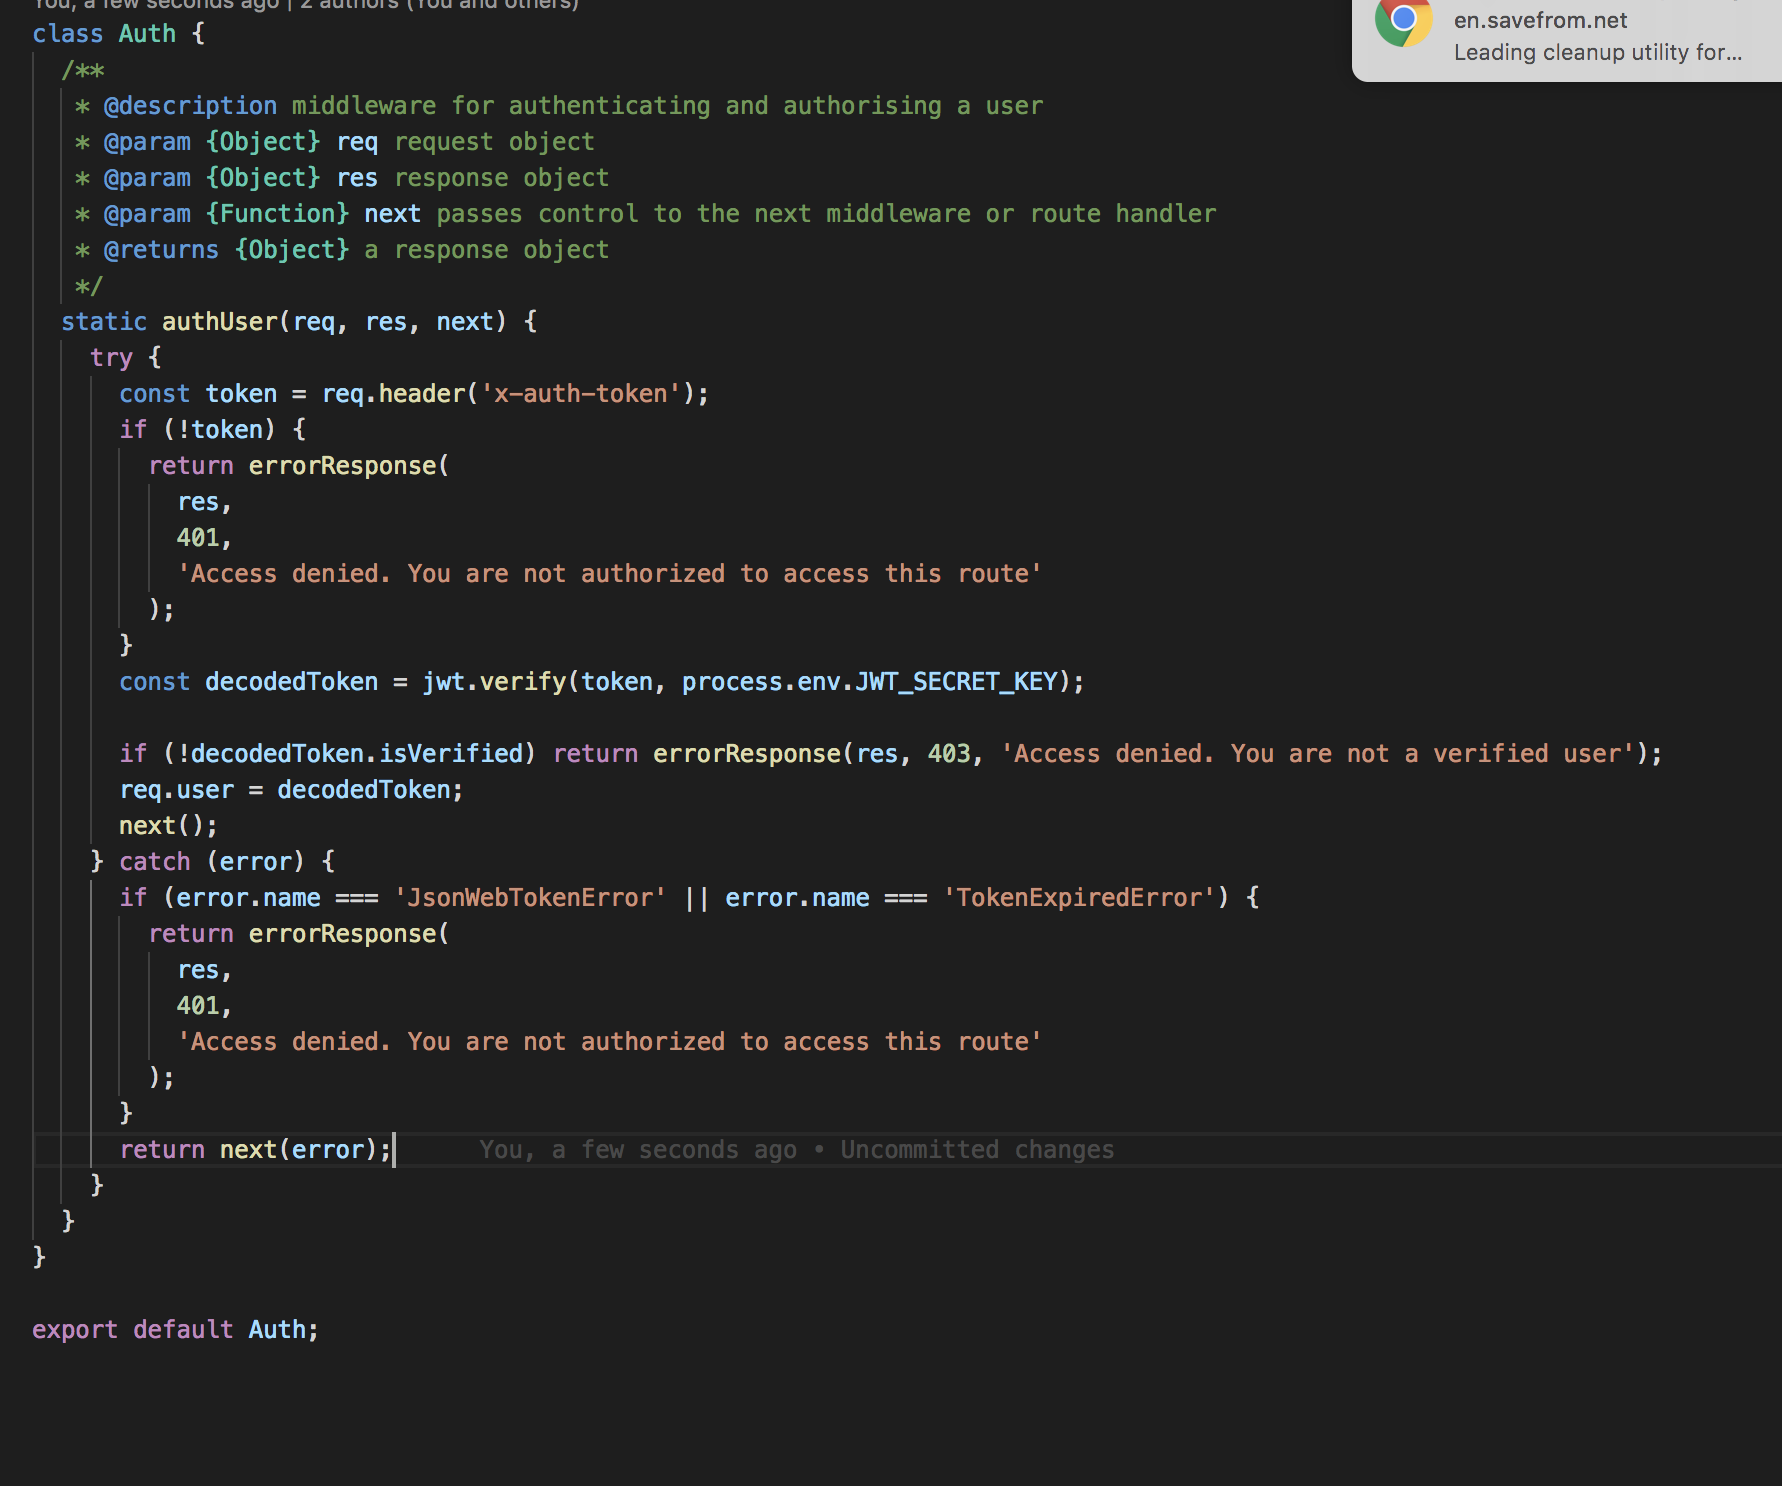 You, a few seconds ago | 2 authors (You and others)
en.savefrom.net
Leading cleanup utility for...
class Auth {
  /**
   * @description middleware for authenticating and authorising a user
   * @param {Object} req request object
   * @param {Object} res response object
   * @param {Function} next passes control to the next middleware or route handler
   * @returns {Object} a response object
   */
  static authUser(req, res, next) {
    try {
      const token = req.header('x-auth-token');
      if (!token) {
        return errorResponse(
          res,
          401,
          'Access denied. You are not authorized to access this route'
        );
      }
      const decodedToken = jwt.verify(token, process.env.JWT_SECRET_KEY);

      if (!decodedToken.isVerified) return errorResponse(res, 403, 'Access denied. You are not a verified user');
      req.user = decodedToken;
      next();
    } catch (error) {
      if (error.name === 'JsonWebTokenError' || error.name === 'TokenExpiredError') {
        return errorResponse(
          res,
          401,
          'Access denied. You are not authorized to access this route'
        );
      }
      return next(error); You, a few seconds ago • Uncommitted changes
    }
  }
}

export default Auth;